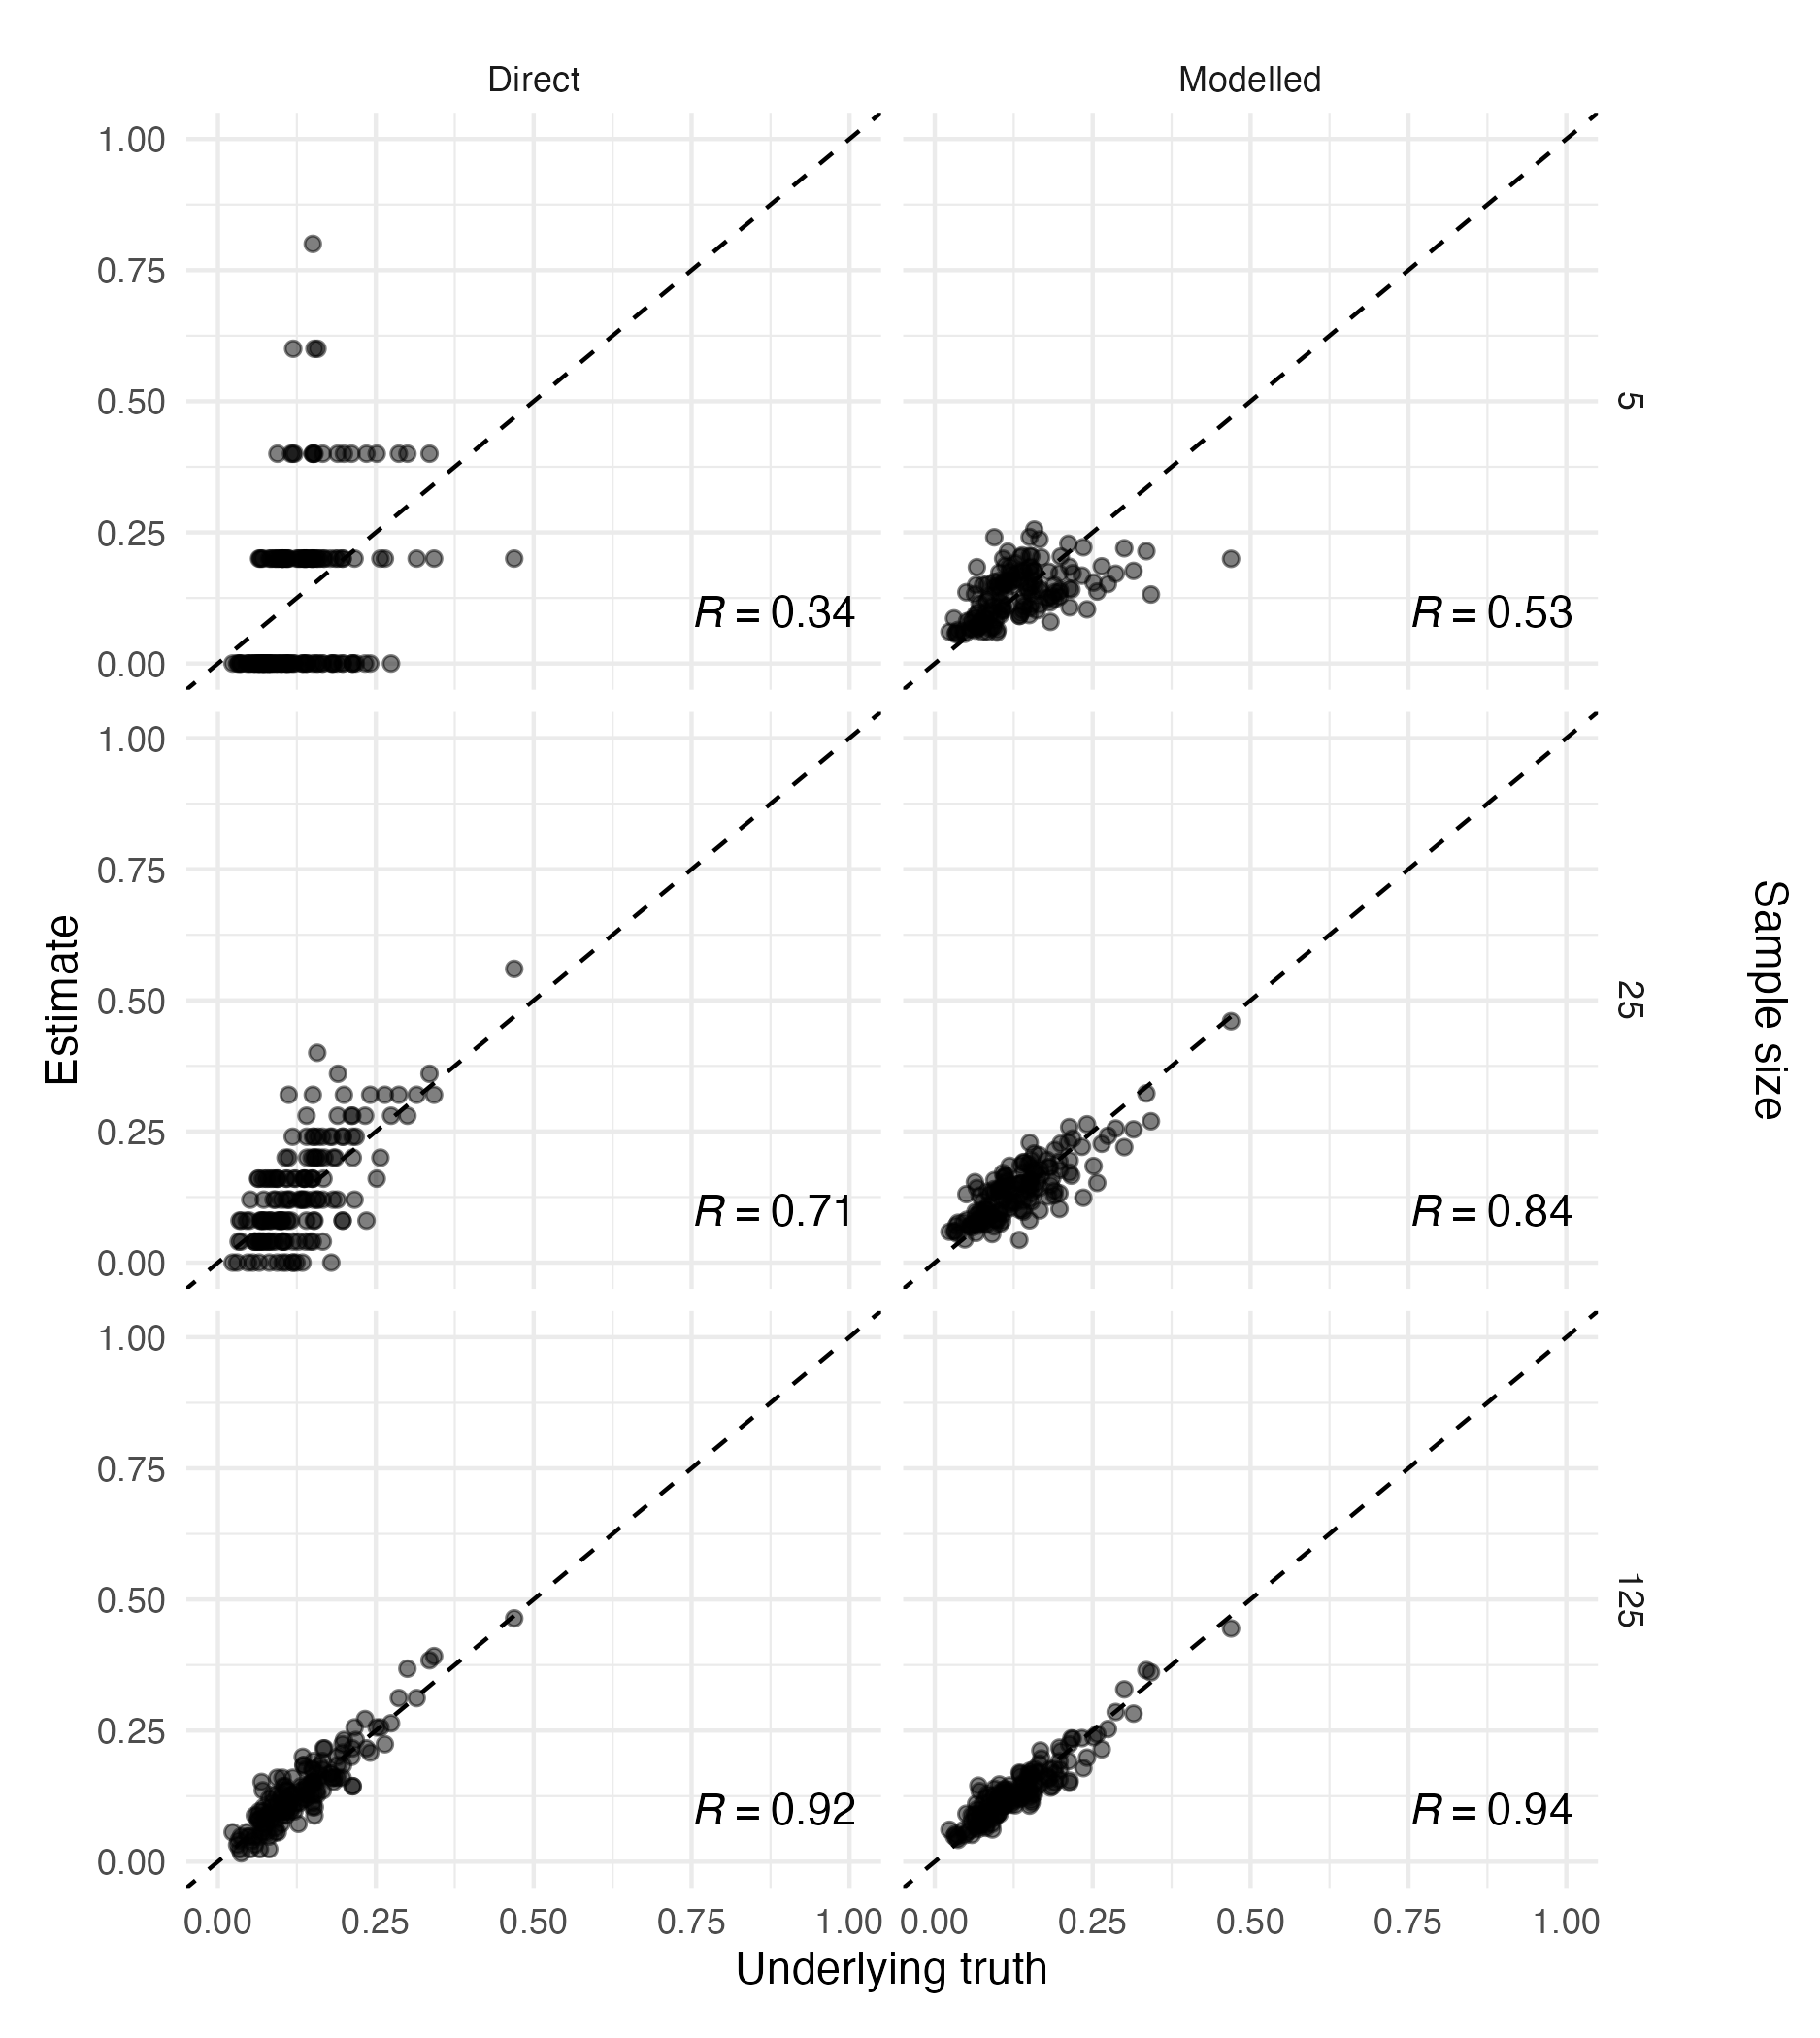 Direct
Modelled
1.00
0.75
0.50
0.25
0.00
R = 0.34
R = 0.53
5
1.00
0.75
0.50
0.25
0.00
R = 0.71
R = 0.84
25
Estimate
Sample size
1.00
0.75
0.50
0.25
0.00
R = 0.92
R = 0.94
125
0.00 0.25 0.50 0.75 1.00 0.00 0.25 0.50 0.75 1.00
Underlying truth